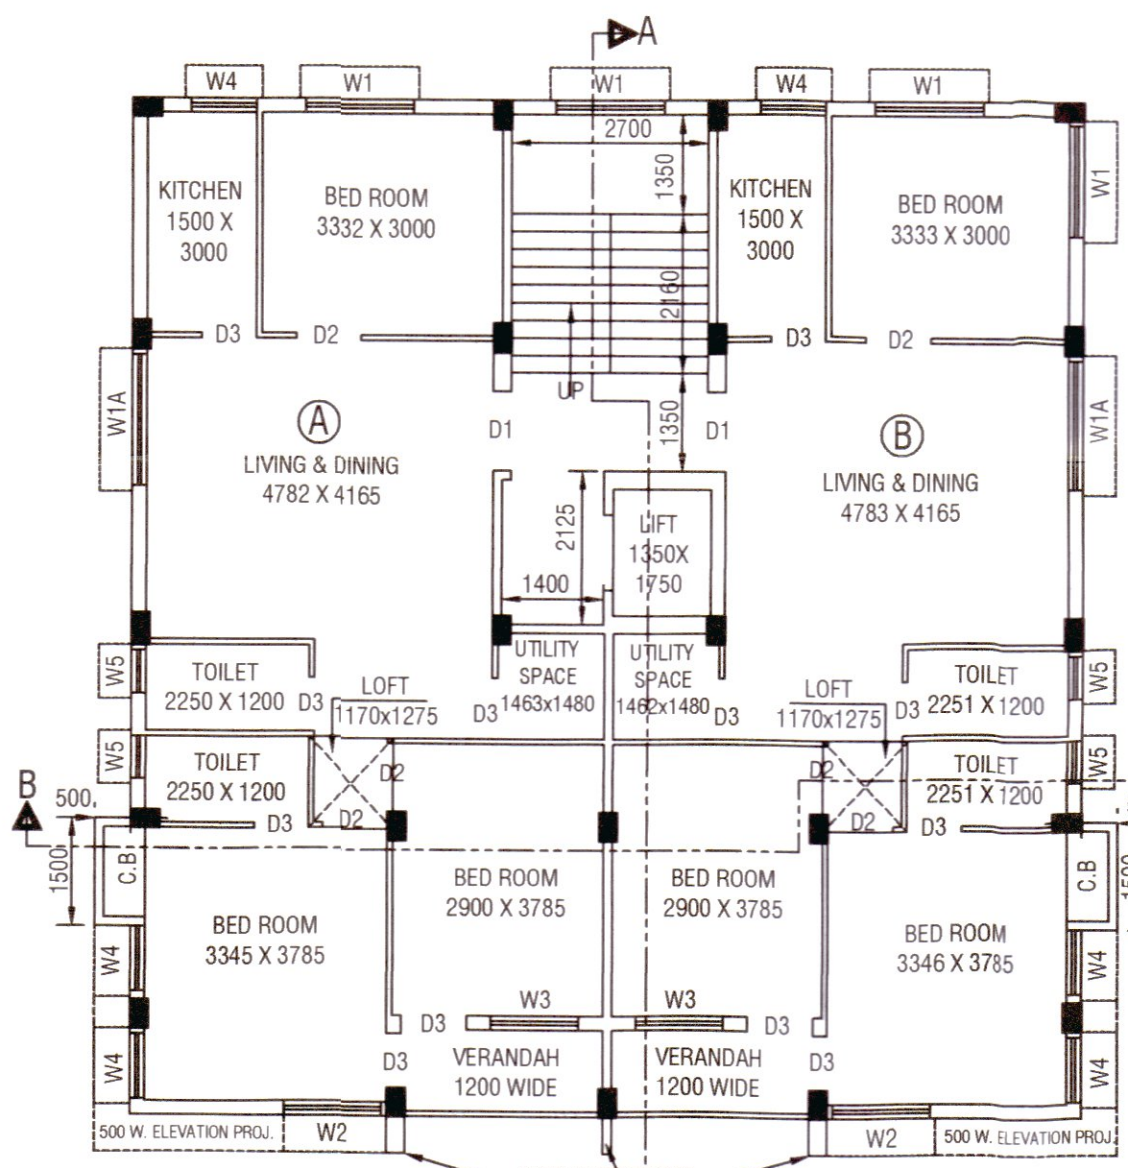 A
W4
W1
W1
W4
W1
2700
1350
W1
KITCHEN
1500 X
3000
BED ROOM
3332 X 3000
KITCHEN
1500 X
3000
BED ROOM
3333 X 3000
2160
D3
D2
D3
D2
UP
W1A
A
LIVING & DINING
4782 X 4165
D1
1350
D1
B
LIVING & DINING
4783 X 4165
W1A
2125
LIFT
1350X
1750
1400
W5
TOILET
2250 X 1200
D3
LOFT
1170x1275
D3
UTILITY
SPACE
1463x1480
UTILITY
SPACE
1462x1480
D3
LOFT
1170x1275
D3
TOILET
2251 X 1200
W5
W5
TOILET
2250 X 1200
D2
D2
D3
D2
D2
TOILET
2251 X 1200
D3
W5
B
500
1500
C.B
BED ROOM
3345 X 3785
BED ROOM
2900 X 3785
BED ROOM
2900 X 3785
BED ROOM
3346 X 3785
C.B
1500
W4
W4
W3
W3
D3
D3
D3
D3
VERANDAH
1200 WIDE
VERANDAH
1200 WIDE
W4
W4
500 W. ELEVATION PROJ.
W2
W2
500 W. ELEVATION PROJ